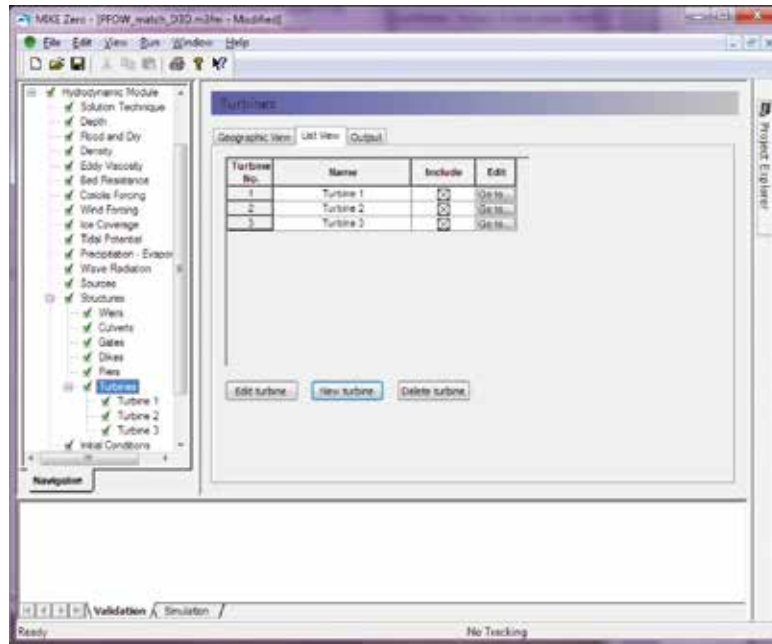 MIKE Zero - [PFOW_match_D3D.m3fm - Modified]
File Edit View Run Window Help
Hydrodynamic Module
Solution Technique
Depth
Flood and Dry
Density
Eddy Viscosity
Bed Resistance
Coriolis Forcing
Wind Forcing
Ice Coverage
Tidal Potential
Precipitation - Evapor
Wave Radiation
Sources
Structures
Weirs
Culverts
Gates
Dikes
Piers
Turbines
Turbine 1
Turbine 2
Turbine 3
Initial Conditions
Navigation
Turbines
Geographic View List View Output
Turbine No. Name Include Edit
1 Turbine 1 Go to...
2 Turbine 2 Go to...
3 Turbine 3 Go to...
Edit turbine New turbine Delete turbine
Project Explorer
Validation Simulation
Ready No Tracking